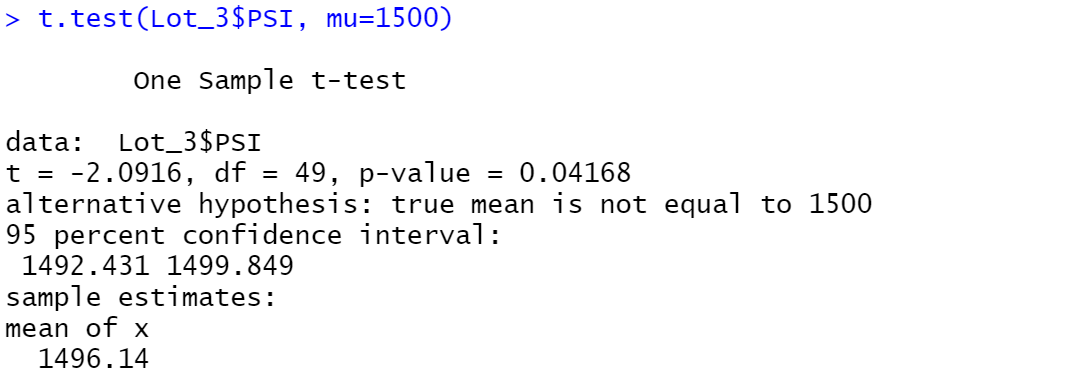 > t.test(Lot_3$PSI, mu=1500)
One Sample t-test
data:  Lot_3$PSI
t = -2.0916, df = 49, p-value = 0.04168
alternative hypothesis: true mean is not equal to 1500
95 percent confidence interval:
1492.431 1499.849
sample estimates:
mean of x
1496.14